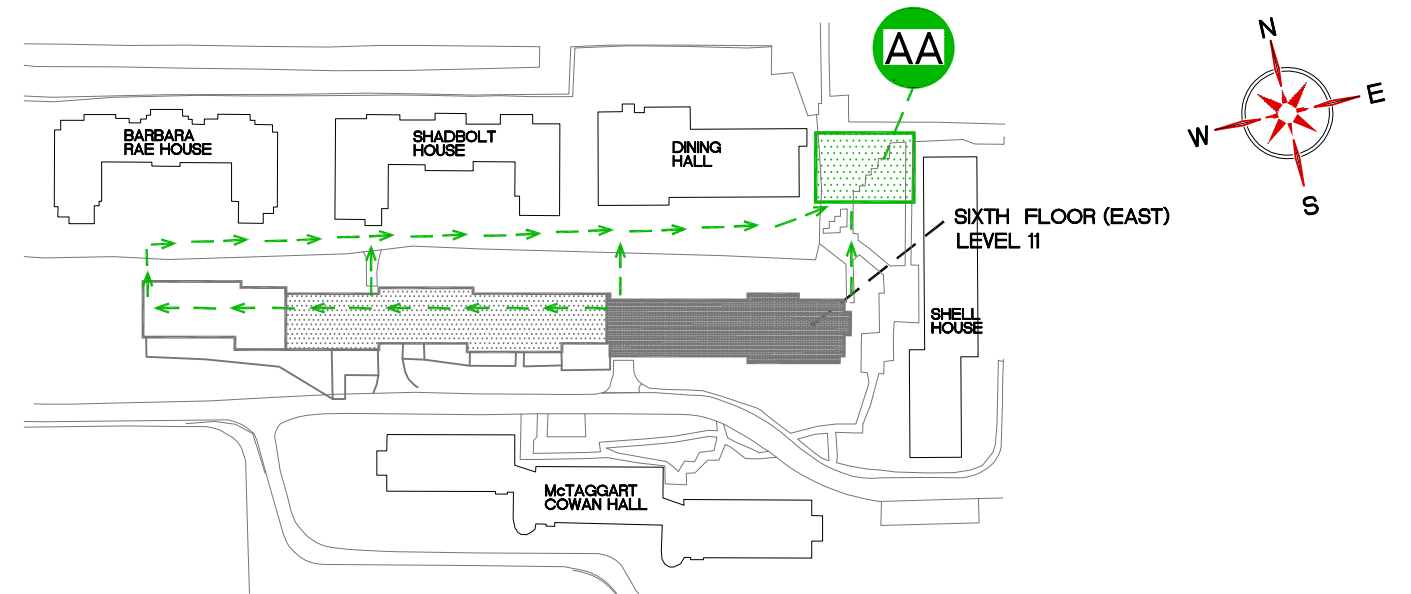 AA
N
E
W
S
BARBARA
RAE HOUSE
SHADBOLT
HOUSE
DINING
HALL
SIXTH FLOOR (EAST)
LEVEL 11
SHELL
HOUSE
McTAGGART
COWAN HALL